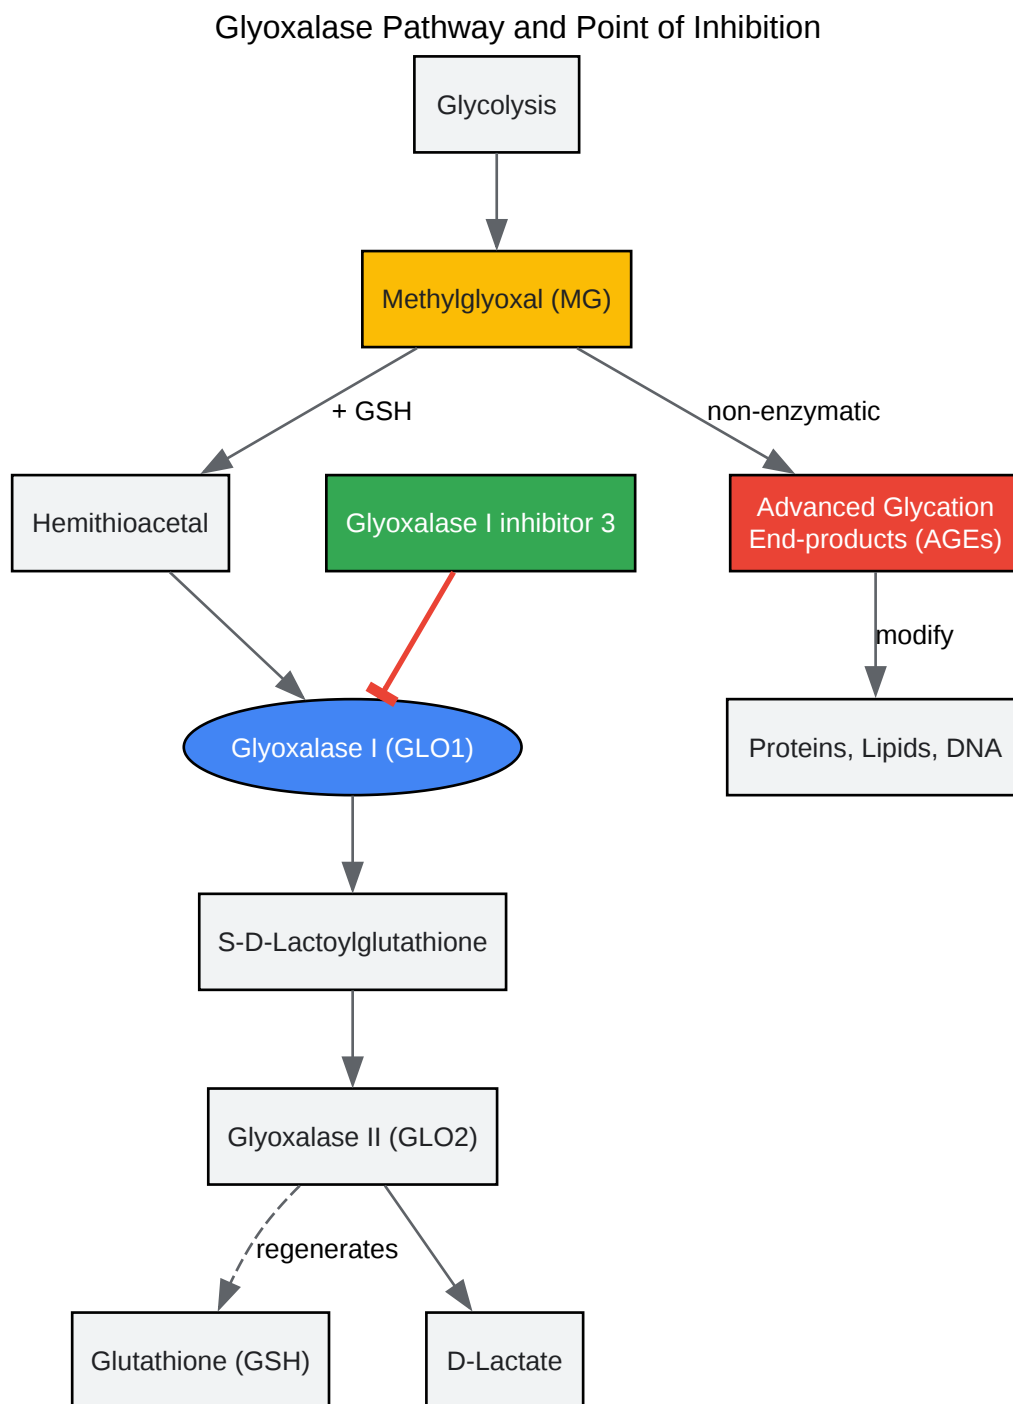 Glyoxalase Pathway and Point of Inhibition
Glycolysis
Methylglyoxal (MG)
+ GSH
non-enzymatic
Hemithioacetal
Glyoxalase I inhibitor 3
Advanced Glycation
End-products (AGEs)
modify
Glyoxalase I (GLO1)
Proteins, Lipids, DNA
S-D-Lactoylglutathione
Glyoxalase II (GLO2)
regenerates
Glutathione (GSH)
D-Lactate